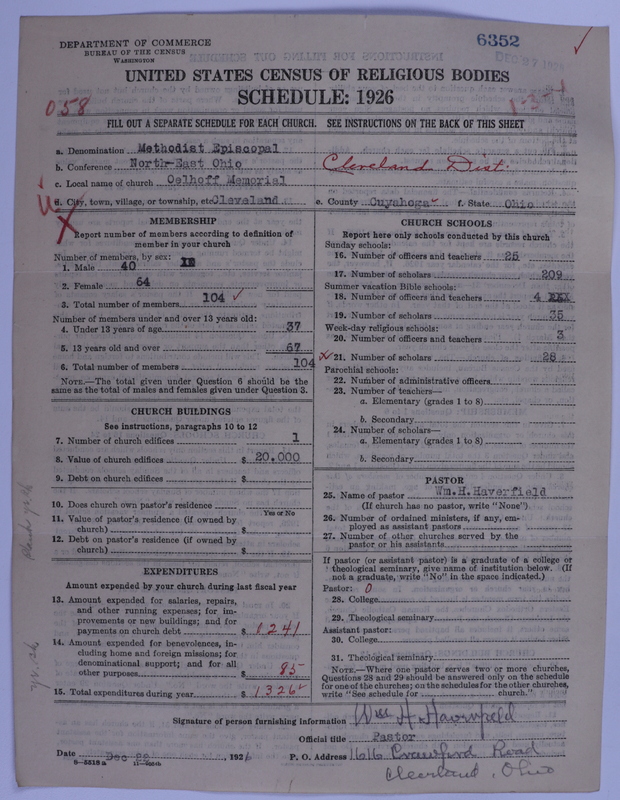 DEPARTMENT OF COMMERCE
BUREAU OF THE CENSUS
WASHINGTON
6352
UNITED STATES CENSUS OF RELIGIOUS BODIES
SCHEDULE: 1926
058
FILL OUT A SEPARATE SCHEDULE FOR EACH CHURCH. SEE INSTRUCTIONS ON THE BACK OF THIS SHEET
a. Denomination Methodist Episcopal
b. Conference North-East Ohio
Cleveland Dist.
c. Local name of church Oelhoff Memorial
d. City, town, village, or township, etc. Cleveland e. County Cuyahoga f. State Ohio
MEMBERSHIP
Report number of members according to definition of member in your church
Number of members, by sex:
1. Male 40
2. Female 64
3. Total number of members 104
Number of members under and over 13 years old:
4. Under 13 years of age 37
5. 13 years old and over 67
6. Total number of members 104
NOTE.—The total given under Question 6 should be the
same as the total of males and females given under Question 3.
CHURCH BUILDINGS
See instructions, paragraphs 10 to 12
7. Number of church edifices 1
8. Value of church edifices $ 20.000
9. Debt on church edifices $
10. Does church own pastor's residence
Yes or No
11. Value of pastor's residence (if owned by
church) $
12. Debt on pastor's residence (if owned by
church) $
EXPENDITURES
Amount expended by your church during last fiscal year
13. Amount expended for salaries, repairs,
and other running expenses; for im-
provements or new buildings; and for
payments on church debt $ 1241
14. Amount expended for benevolences, in-
cluding home and foreign missions; for
denominational support; and for all
other purposes $ 85
15. Total expenditures during year $ 1326
CHURCH SCHOOLS
Report here only schools conducted by this church
Sunday schools:
16. Number of officers and teachers 25
17. Number of scholars 209
Summer vacation Bible schools:
18. Number of officers and teachers 4
19. Number of scholars 35
Week-day religious schools:
20. Number of officers and teachers 3
21. Number of scholars 28
Parochial schools:
22. Number of administrative officers
23. Number of teachers—
a. Elementary (grades 1 to 8)
b. Secondary
24. Number of scholars—
a. Elementary (grades 1 to 8)
b. Secondary
PASTOR
25. Name of pastor Wm.H.Haverfield
(If church has no pastor, write "None")
26. Number of ordained ministers, if any, em-
ployed as assistant pastors
27. Number of other churches served by the
pastor or his assistants
If pastor (or assistant pastor) is a graduate of a college or
theological seminary, give name of institution below. (If
not a graduate, write "No" in the space indicated.)
Pastor: 0
28. College
29. Theological seminary
Assistant pastor:
30. College
31. Theological seminary
NOTE.—Where one pastor serves two or more churches,
Questions 28 and 29 should be answered only on the schedule
for one of the churches; on the schedules for the other churches,
write "See schedule for church."
Signature of person furnishing information Wm H. Haverfield
Official title Pastor
Date Dec 22, 1926 P. O. Address 1616 Crawford Road
Cleveland, Ohio
8—5518a